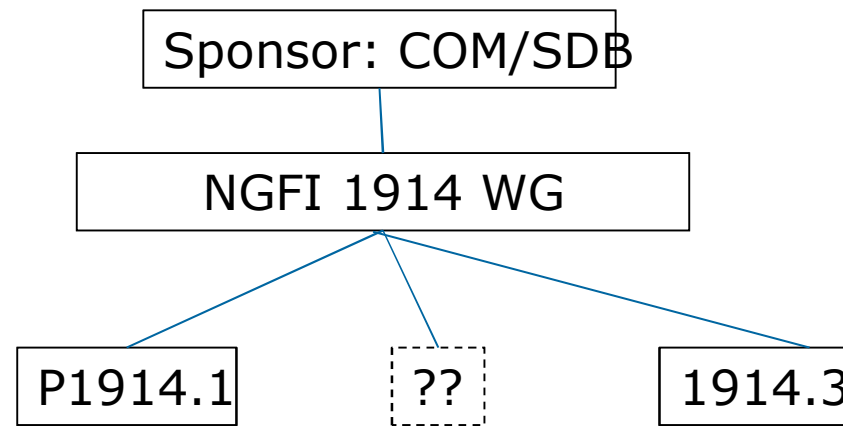 Sponsor: COM/SDB
NGFI 1914 WG
P1914.1
??
1914.3